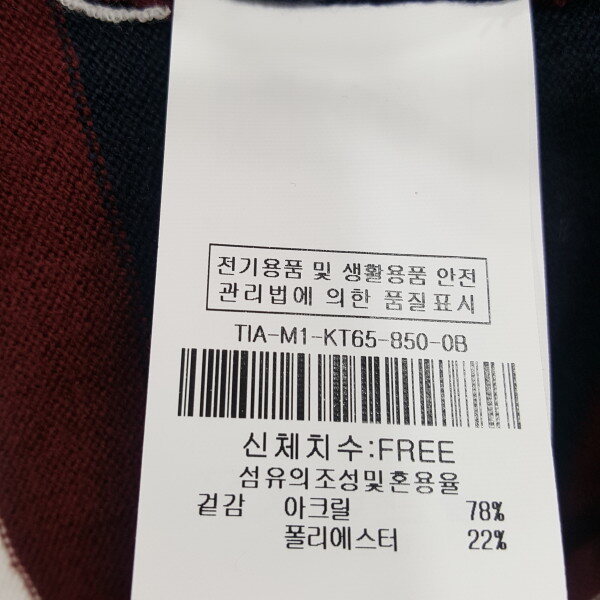 전기용품 및 생활용품 안전
관리법에 의한 품질표시
TIA-M1-KT65-850-0B
신체치수:FREE
섬유의조성및혼용율
겉감 아크릴 78%
폴리에스터 22%